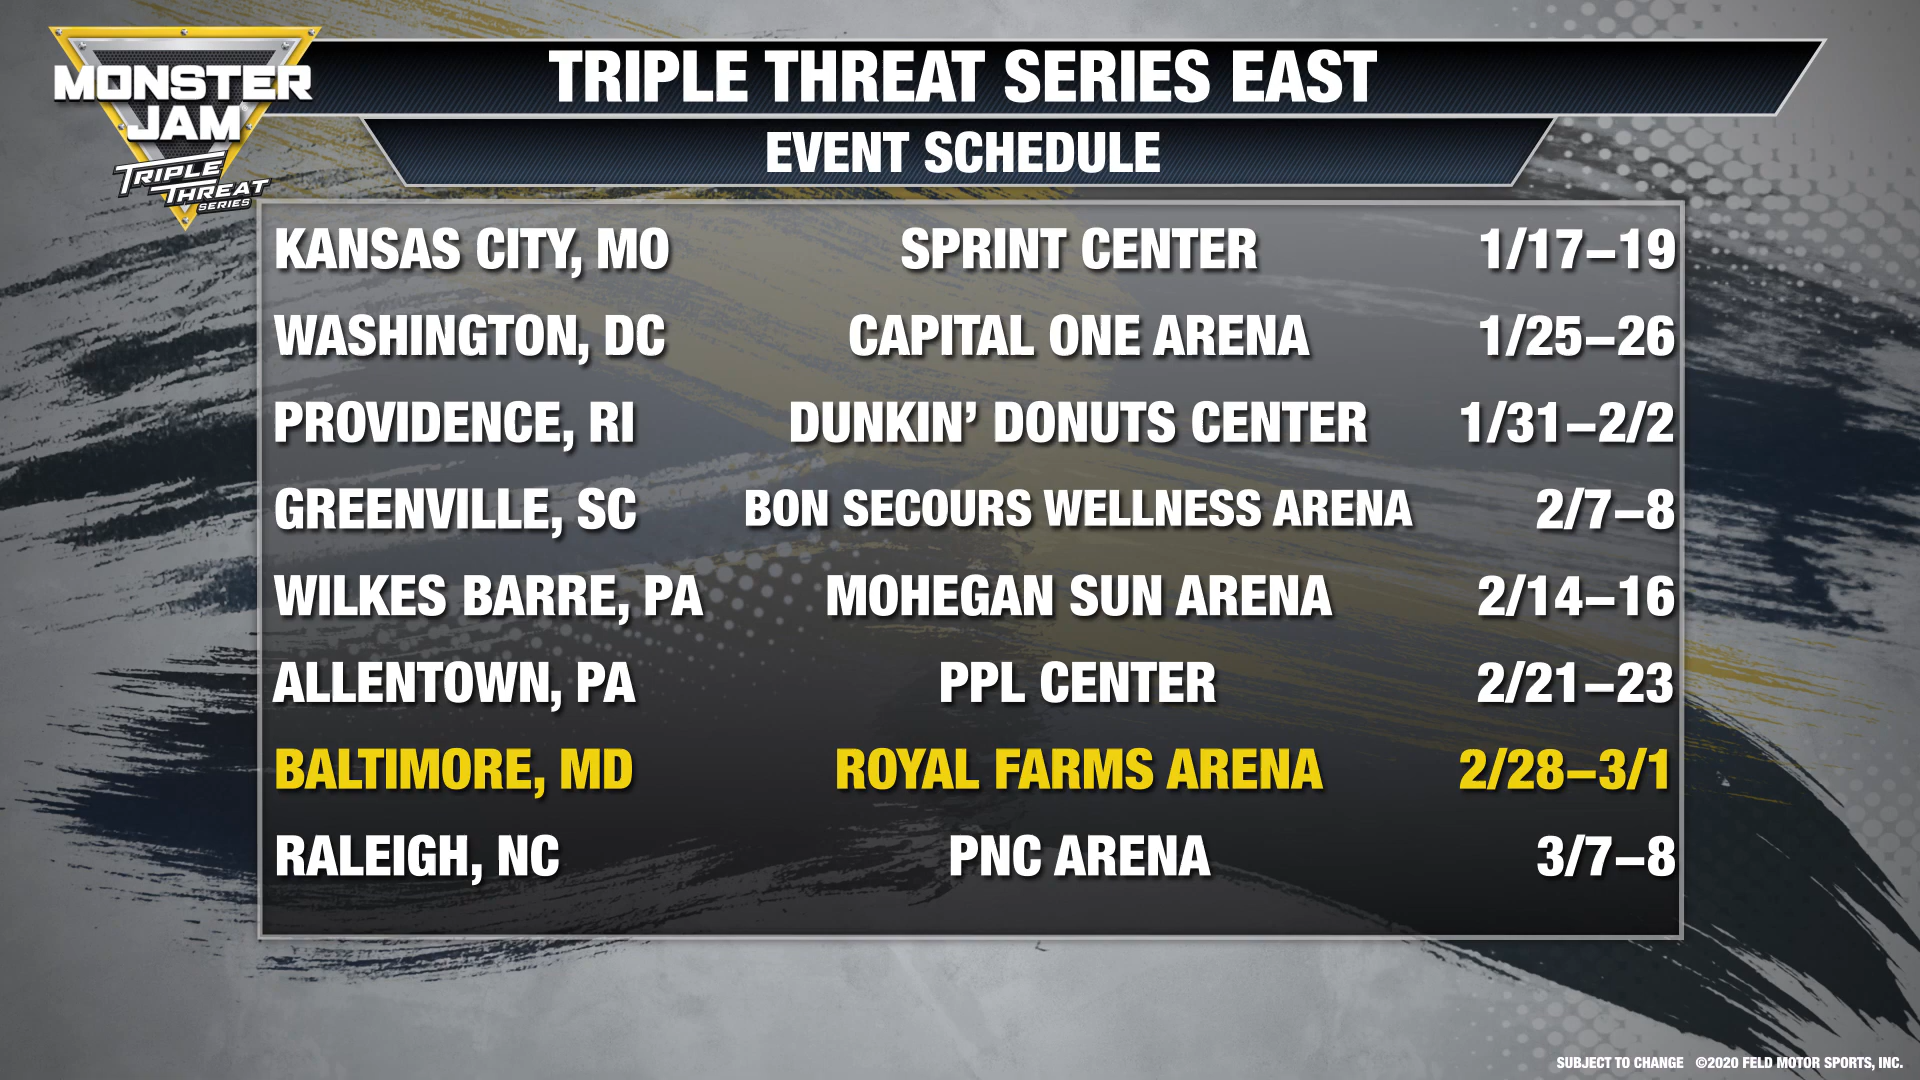 MONSTER
JAM
TRIPLE
THREAT
SERIES
TRIPLE THREAT SERIES EAST
EVENT SCHEDULE
KANSAS CITY, MO SPRINT CENTER 1/17–19
WASHINGTON, DC CAPITAL ONE ARENA 1/25–26
PROVIDENCE, RI DUNKIN’ DONUTS CENTER 1/31–2/2
GREENVILLE, SC BON SECOURS WELLNESS ARENA 2/7–8
WILKES BARRE, PA MOHEGAN SUN ARENA 2/14–16
ALLENTOWN, PA PPL CENTER 2/21–23
BALTIMORE, MD ROYAL FARMS ARENA 2/28–3/1
RALEIGH, NC PNC ARENA 3/7–8
SUBJECT TO CHANGE ©2020 FELD MOTOR SPORTS, INC.